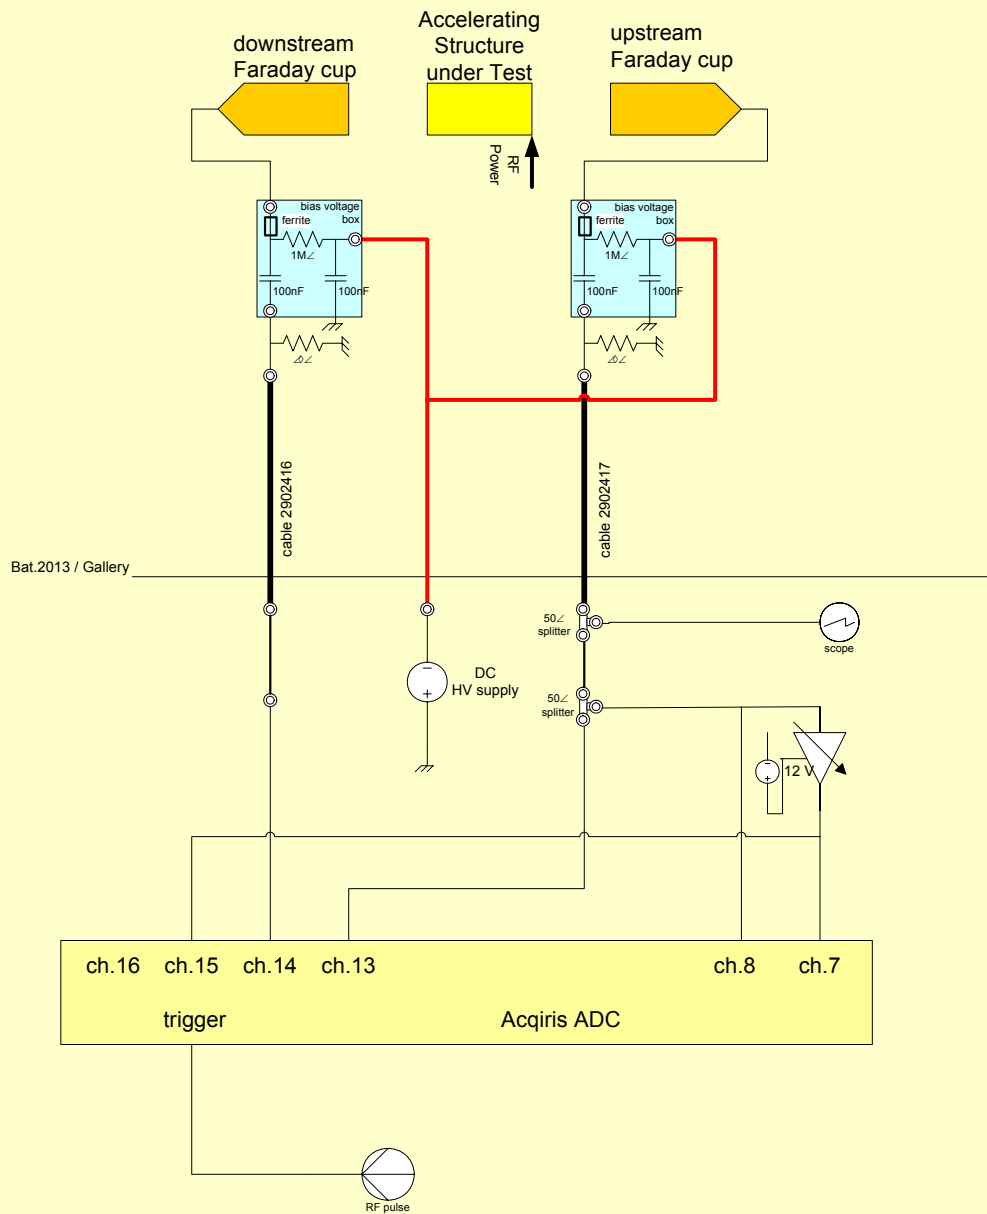 downstream
Faraday cup
Accelerating
Structure
under Test
upstream
Faraday cup
RF
Power
bias voltage
box
ferrite
1M∠
100nF
100nF
bias voltage
box
ferrite
1M∠
100nF
100nF
cable 2902416
cable 2902417
Bat.2013 / Gallery
50∠
splitter
scope
DC
HV supply
50∠
splitter
12 V
ch.16
ch.15
ch.14
ch.13
ch.8
ch.7
trigger
Acqiris ADC
RF pulse